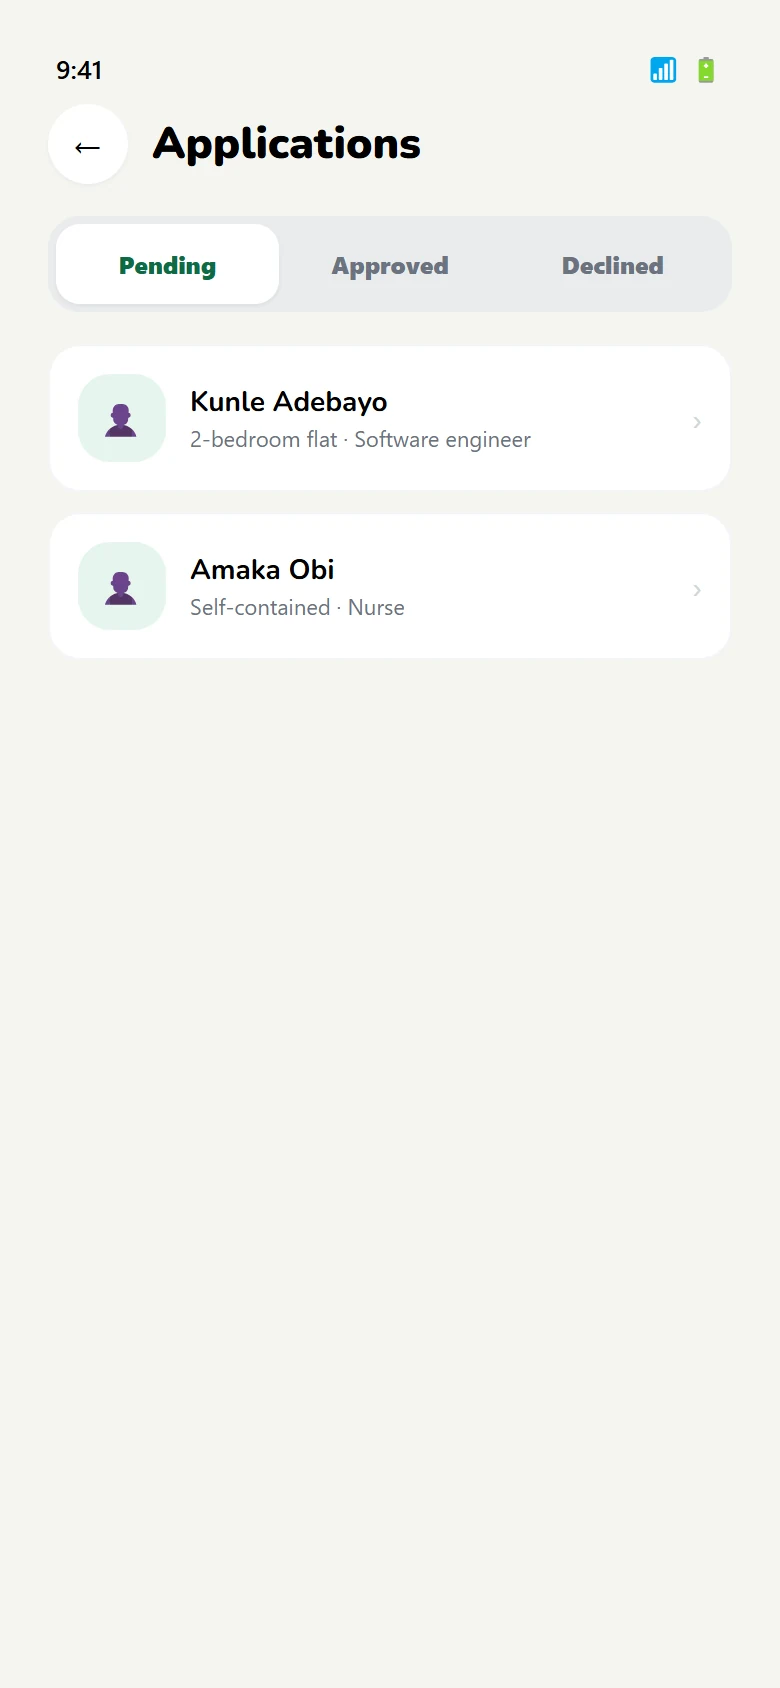 9:41
← Applications
Pending Approved Declined
Kunle Adebayo
2-bedroom flat · Software engineer
›
Amaka Obi
Self-contained · Nurse
›